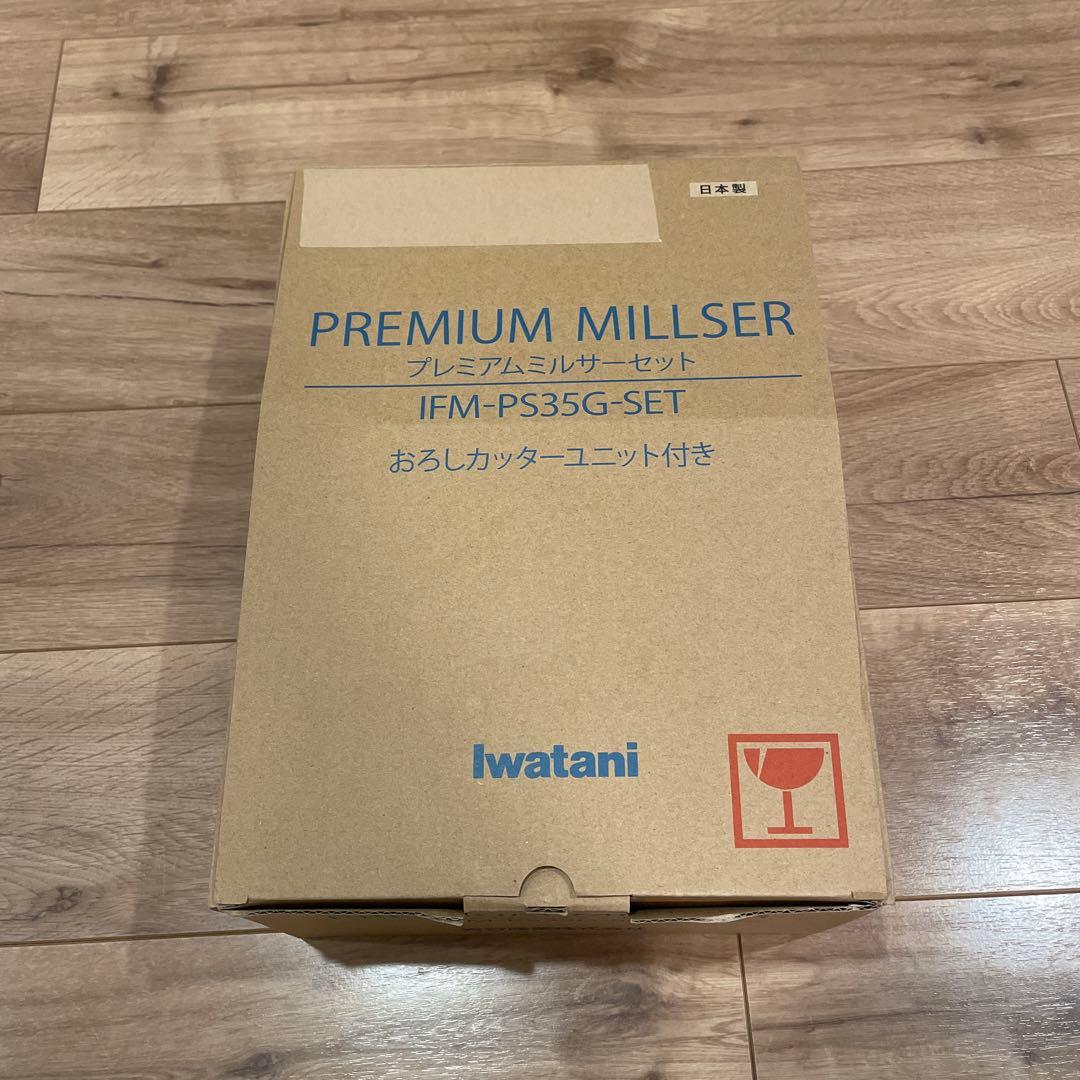 日本製
PREMIUM MILLSER
プレミアムミルサーセット
IFM-PS35G-SET
おろしカッターユニット付き
Iwatani